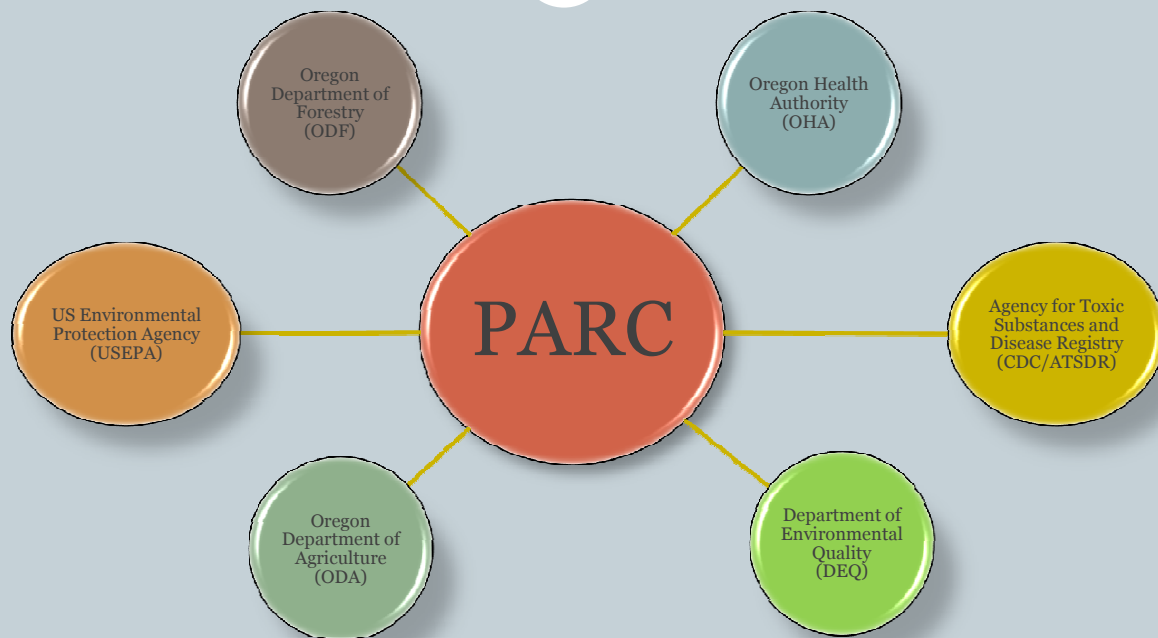 Oregon
Department of
Forestry
(ODF)
Oregon Health
Authority
(OHA)
US Environmental
Protection Agency
(USEPA)
PARC
Agency for Toxic
Substances and
Disease Registry
(CDC/ATSDR)
Oregon
Department of
Agriculture
(ODA)
Department of
Environmental
Quality
(DEQ)